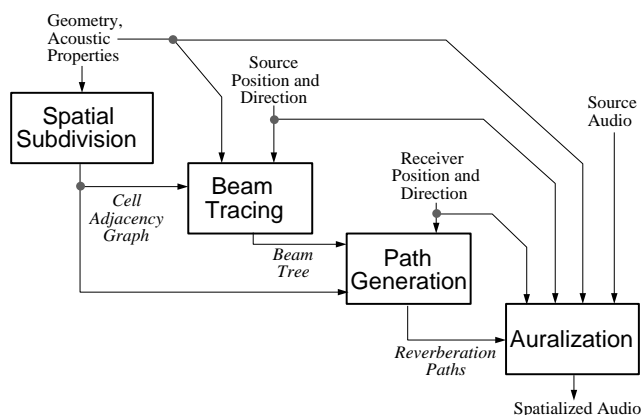 Geometry,
Acoustic
Properties
Source
Position and
Direction
Source
Audio
Spatial
Subdivision
Receiver
Position and
Direction
Beam
Tracing
Cell
Adjacency
Graph
Beam
Tree
Path
Generation
Auralization
Reverberation
Paths
Spatialized Audio